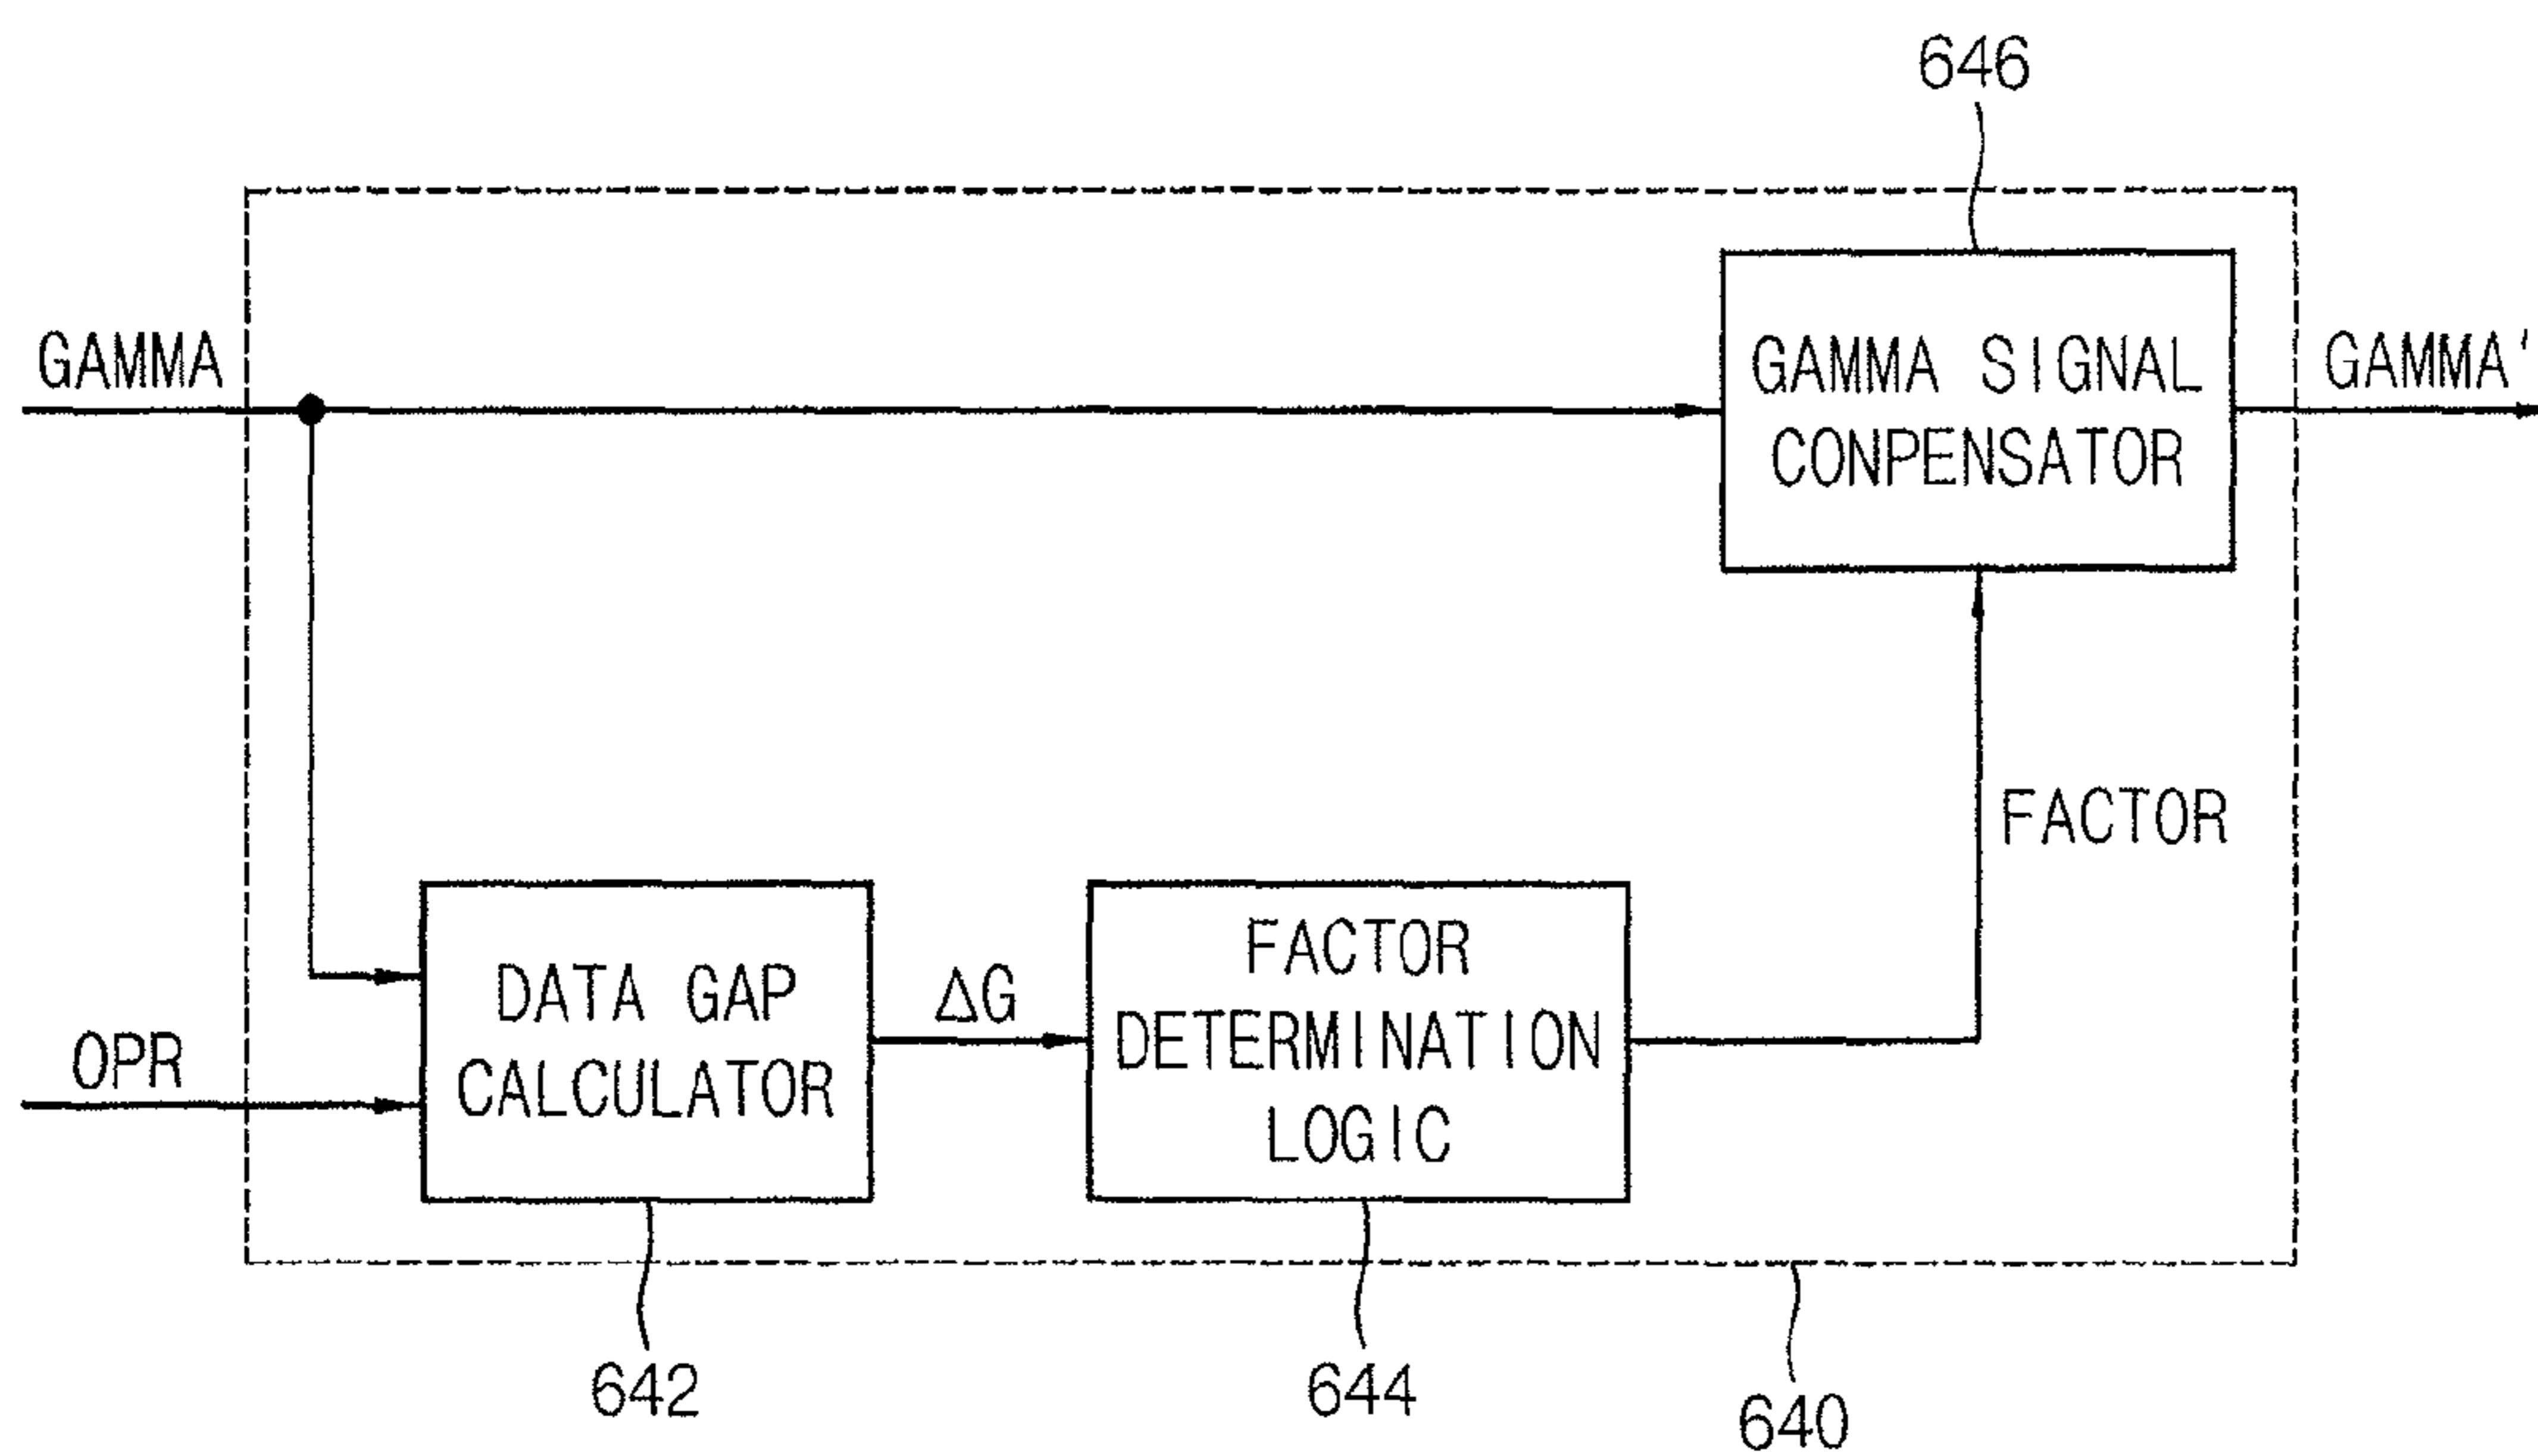 646
GAMMA
GAMMA SIGNAL
CONPENSATOR
GAMMA'
FACTOR
OPR
DATA GAP
CALCULATOR
ΔG
FACTOR
DETERMINATION
LOGIC
642
644
640